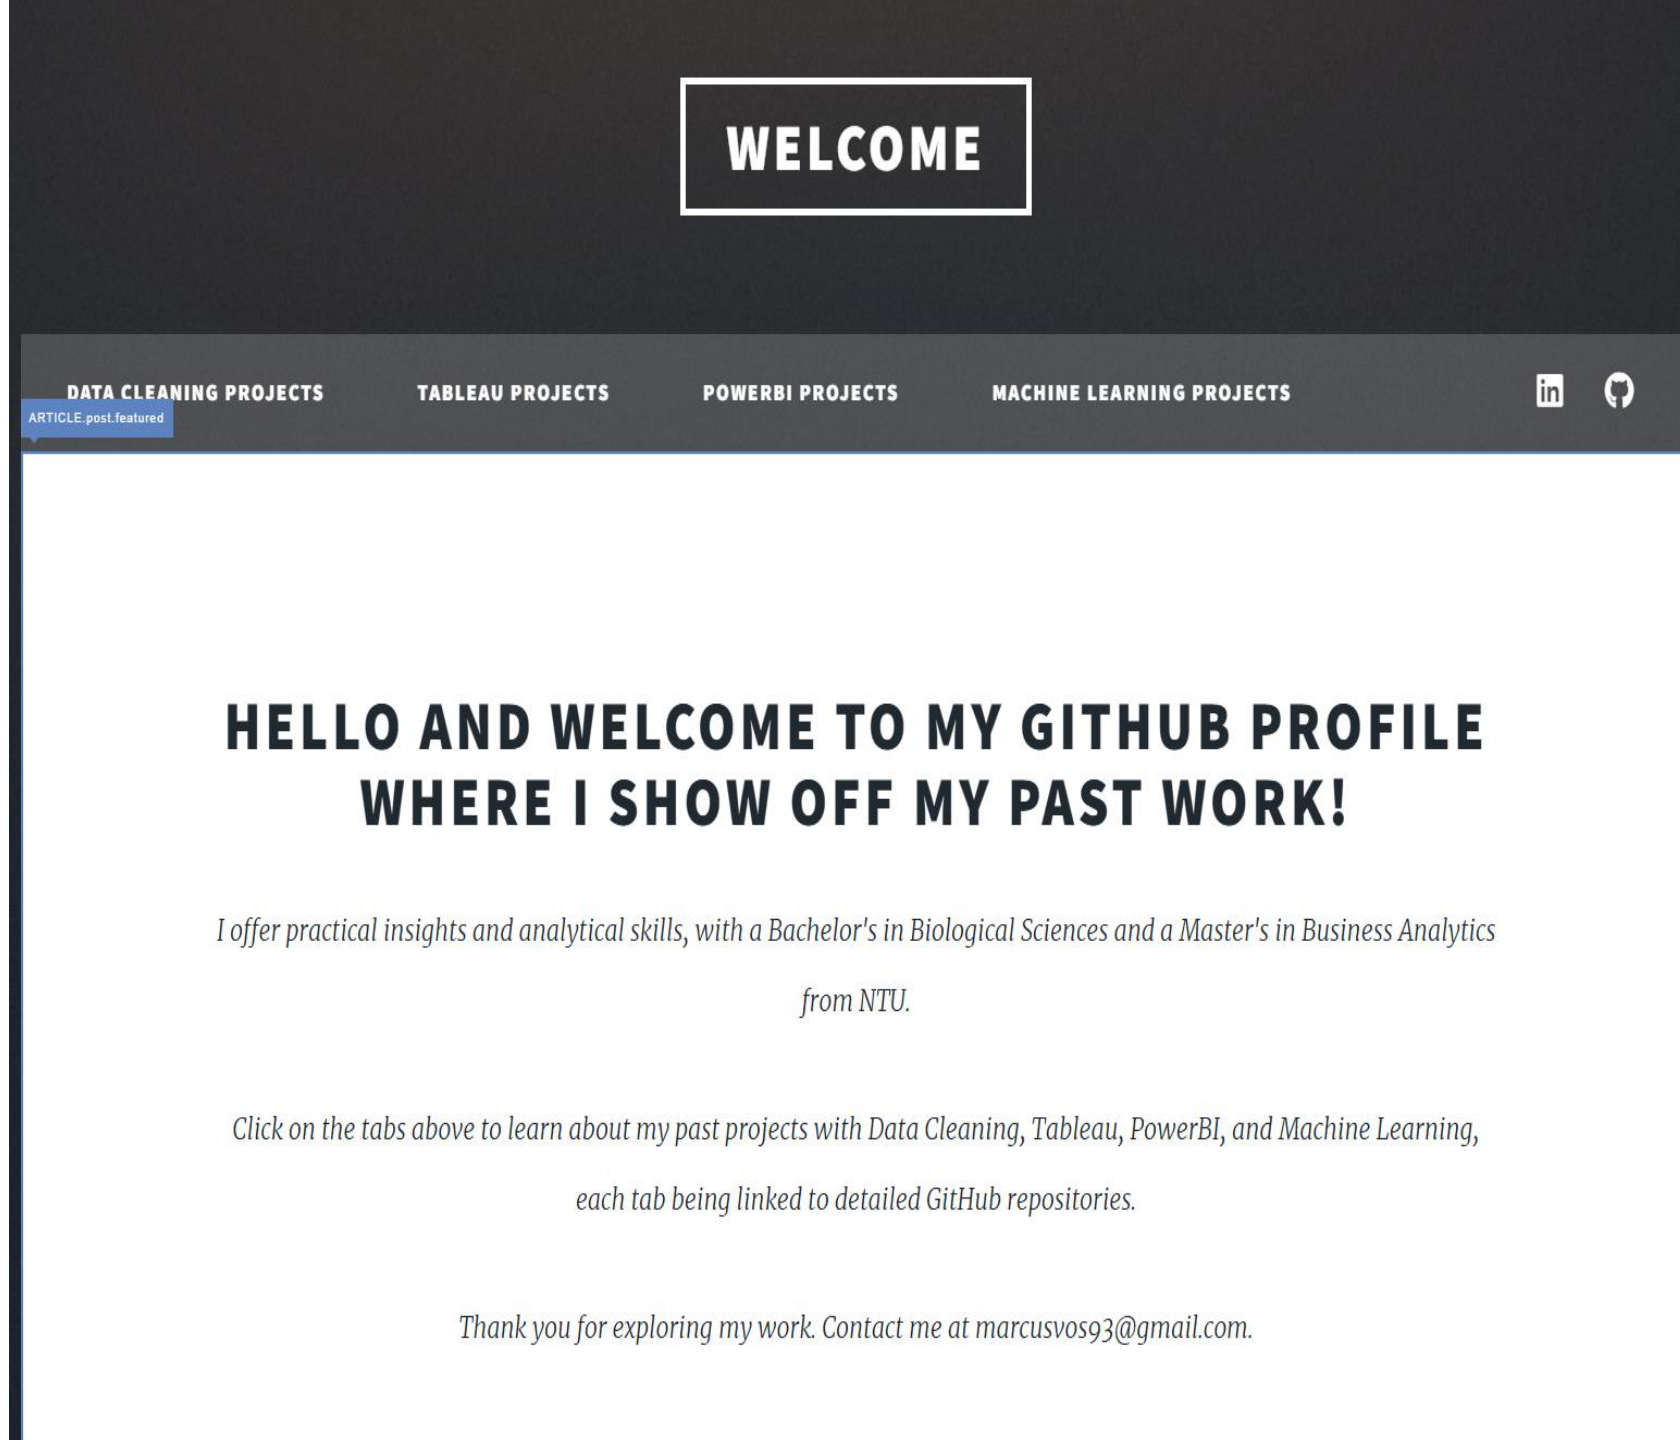 WELCOME
DATA CLEANING PROJECTS TABLEAU PROJECTS POWERBI PROJECTS MACHINE LEARNING PROJECTS in
ARTICLE.post.featured
HELLO AND WELCOME TO MY GITHUB PROFILE
WHERE I SHOW OFF MY PAST WORK!
I offer practical insights and analytical skills, with a Bachelor's in Biological Sciences and a Master's in Business Analytics
from NTU.
Click on the tabs above to learn about my past projects with Data Cleaning, Tableau, PowerBI, and Machine Learning,
each tab being linked to detailed GitHub repositories.
Thank you for exploring my work. Contact me at marcusvos93@gmail.com.